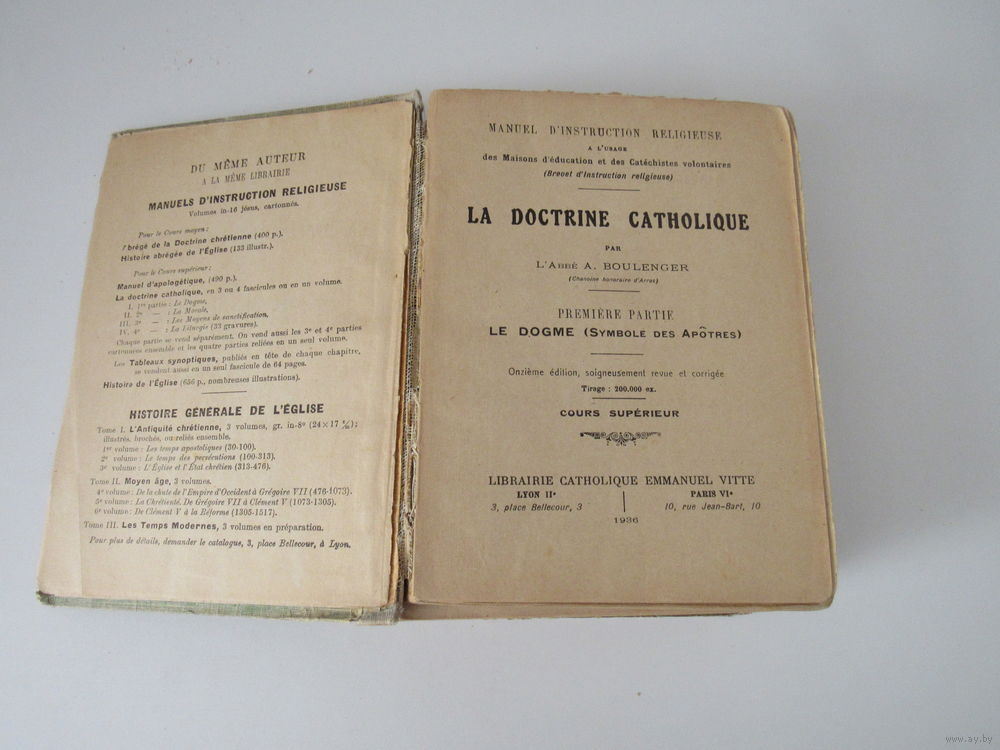 DU MÊME AUTEUR
A LA MÊME LIBRAIRIE
MANUELS D'INSTRUCTION RELIGIEUSE
Volumes in-16 jésus, cartonnés.
Pour le Cours moyen :
brégé de la Doctrine chrétienne (400 p.).
Histoire abrégée de l'Église (133 illustr.).
Pour le Cours supérieur :
Manuel d'apologétique, (490 p.).
La doctrine catholique, en 3 ou 4 fascicules ou en un volume.
I. 1re partie : Le Dogme,
II. 2e — : La Morale,
III. 3e — : Les Moyens de sanctification,
IV. 4e — : La Liturgie (33 gravures).
Chaque partie se vend séparément. On vend aussi les 3e et 4e parties
cartonnées ensemble et les quatre parties reliées en un seul volume.
Les Tableaux synoptiques, publiés en tête de chaque chapitre,
se vendent aussi en un seul fascicule de 64 pages.
Histoire de l'Église (656 p., nombreuses illustrations).
HISTOIRE GÉNÉRALE DE L'ÉGLISE
Tome I. L'Antiquité chrétienne, 3 volumes, gr. in-8º (24×17 c/m);
illustrés, brochés, ou reliés ensemble.
1er volume : Les temps apostoliques (30-100).
2e volume : Le temps des persécutions (100-313).
3e volume : L'Église et l'État chrétien (313-476).
Tome II. Moyen âge, 3 volumes.
4e volume : De la chute de l'Empire d'Occident à Grégoire VII (476-1073).
5e volume : La Chrétienté. De Grégoire VII à Clément V (1073-1305).
6e volume : De Clément V à la Réforme (1305-1517).
Tome III. Les Temps Modernes, 3 volumes en préparation.
Pour plus de détails, demander le catalogue, 3, place Bellecour, à Lyon.
MANUEL D'INSTRUCTION RELIGIEUSE
A L'USAGE
des Maisons d'éducation et des Catéchistes volontaires
(Brevet d'Instruction religieuse)
LA DOCTRINE CATHOLIQUE
PAR
L'ABBÉ A. BOULENGER
(Chanoine honoraire d'Arras)
PREMIÈRE PARTIE
LE DOGME (SYMBOLE DES APÔTRES)
Onzième édition, soigneusement revue et corrigée
Tirage : 200.000 ex.
COURS SUPÉRIEUR
LIBRAIRIE CATHOLIQUE EMMANUEL VITTE
LYON IIe PARIS VIe
3, place Bellecour, 3 10, rue Jean-Bart, 10
1936
www.ay.by